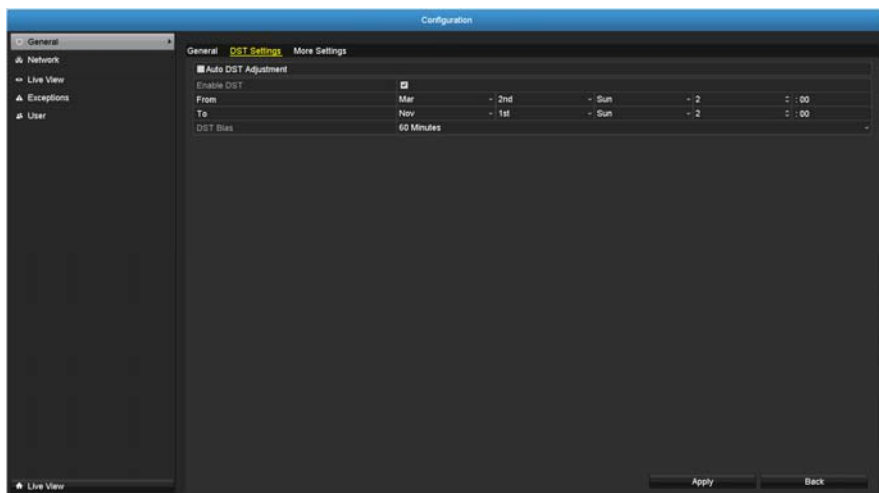 Configuration
General
Network
Live View
Exceptions
User
General DST Settings More Settings
Auto DST Adjustment
Enable DST
From Mar 2nd Sun 2 : 00
To Nov 1st Sun 2 : 00
DST Bias 60 Minutes
Live View
Apply Back